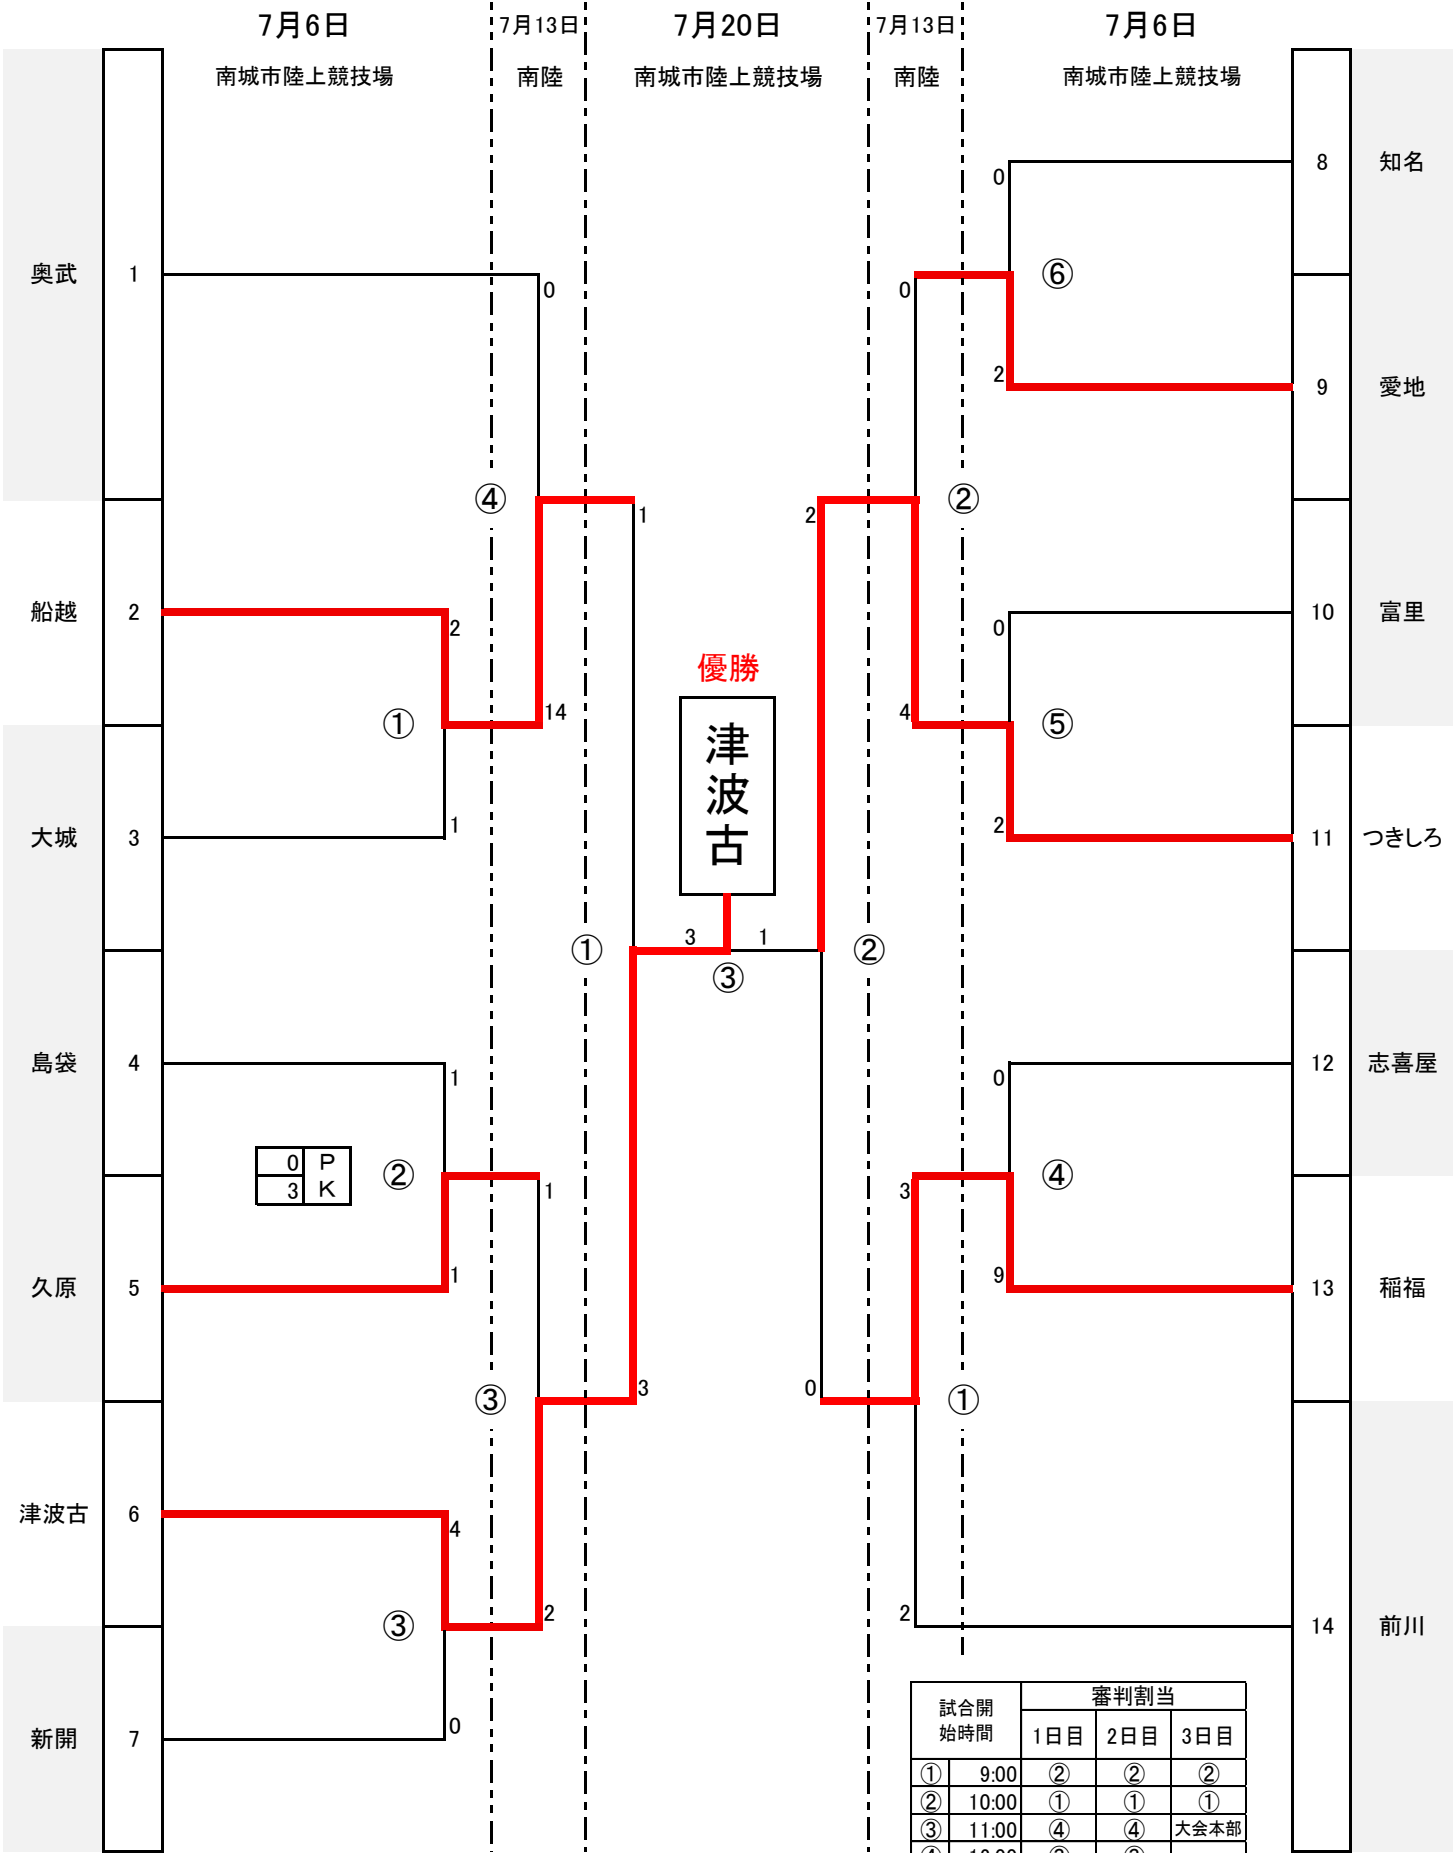 7月6日 7月13日 7月20日 7月13日 7月6日
南城市陸上競技場 南陸 南城市陸上競技場 南陸 南城市陸上競技場
0 8 知名
奥武 1 0 0 ⑥
2 9 愛地
④ 1 2 ②
船越 2 2 0 10 富里
優勝
① 14 津波古 4 ⑤
大城 3 1 2 11 つきしろ
① 3 1 ②
③
島袋 4 1 0 12 志喜屋
0 PK ② 1 3 ④
3
久原 5 1 9 13 稲福
③ 3 0 ①
津波古 6 4
③ 2 2 14 前川
新開 7 0
試合開始時間 審判割当
1日目 2日目 3日目
① 9:00 ② ② ②
② 10:00 ① ① ①
③ 11:00 ④ ④ 大会本部